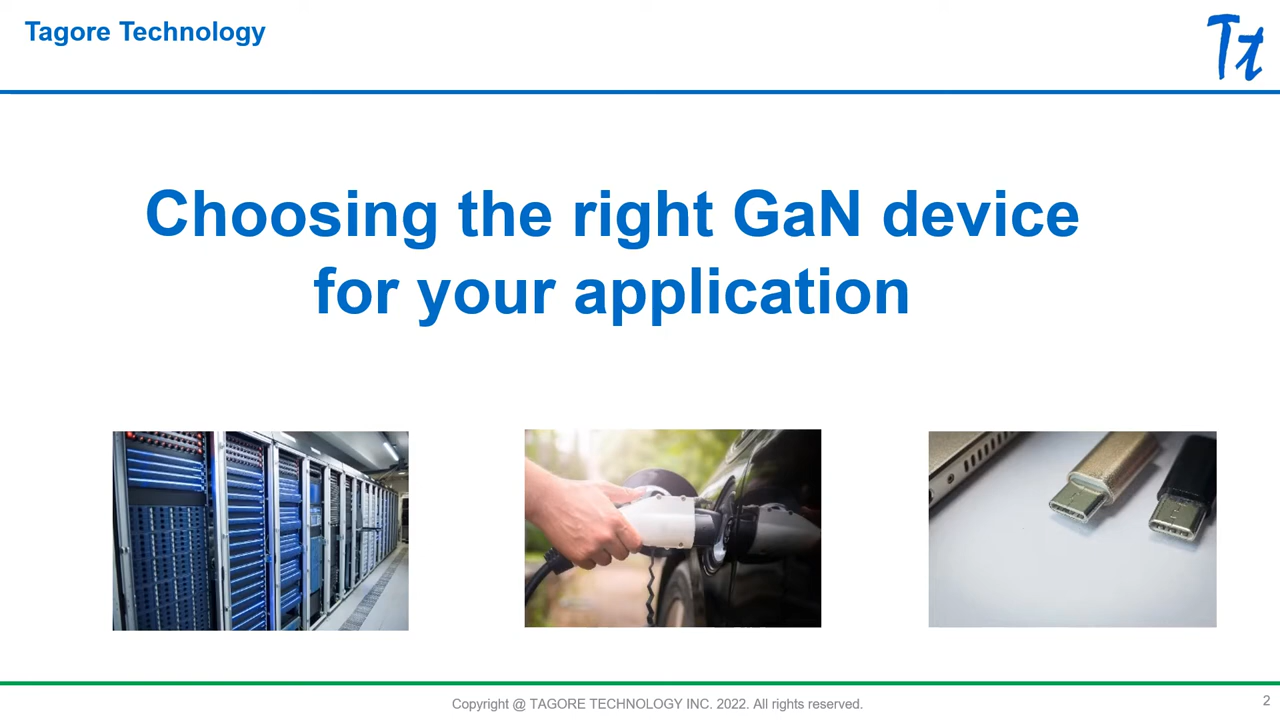 Tagore Technology
Tt
Choosing the right GaN device
for your application
Copyright @ TAGORE TECHNOLOGY INC. 2022. All rights reserved.
2